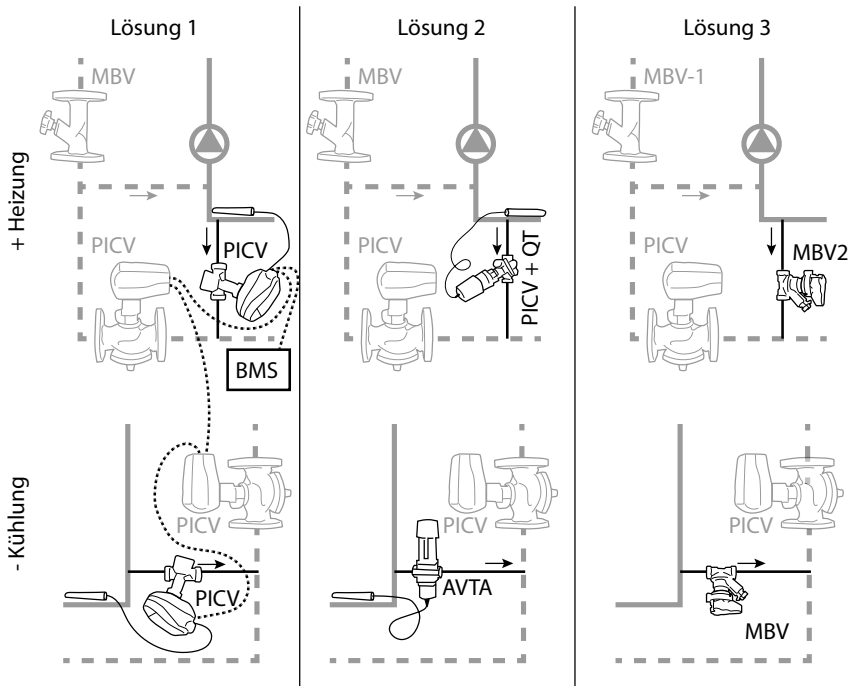 Lösung 1
Lösung 2
Lösung 3
+ Heizung
MBV
PICV
PICV
BMS
MBV
PICV
PICV + QT
MBV-1
PICV
MBV2
- Kühlung
PICV
PICV
PICV
AVTA
PICV
MBV